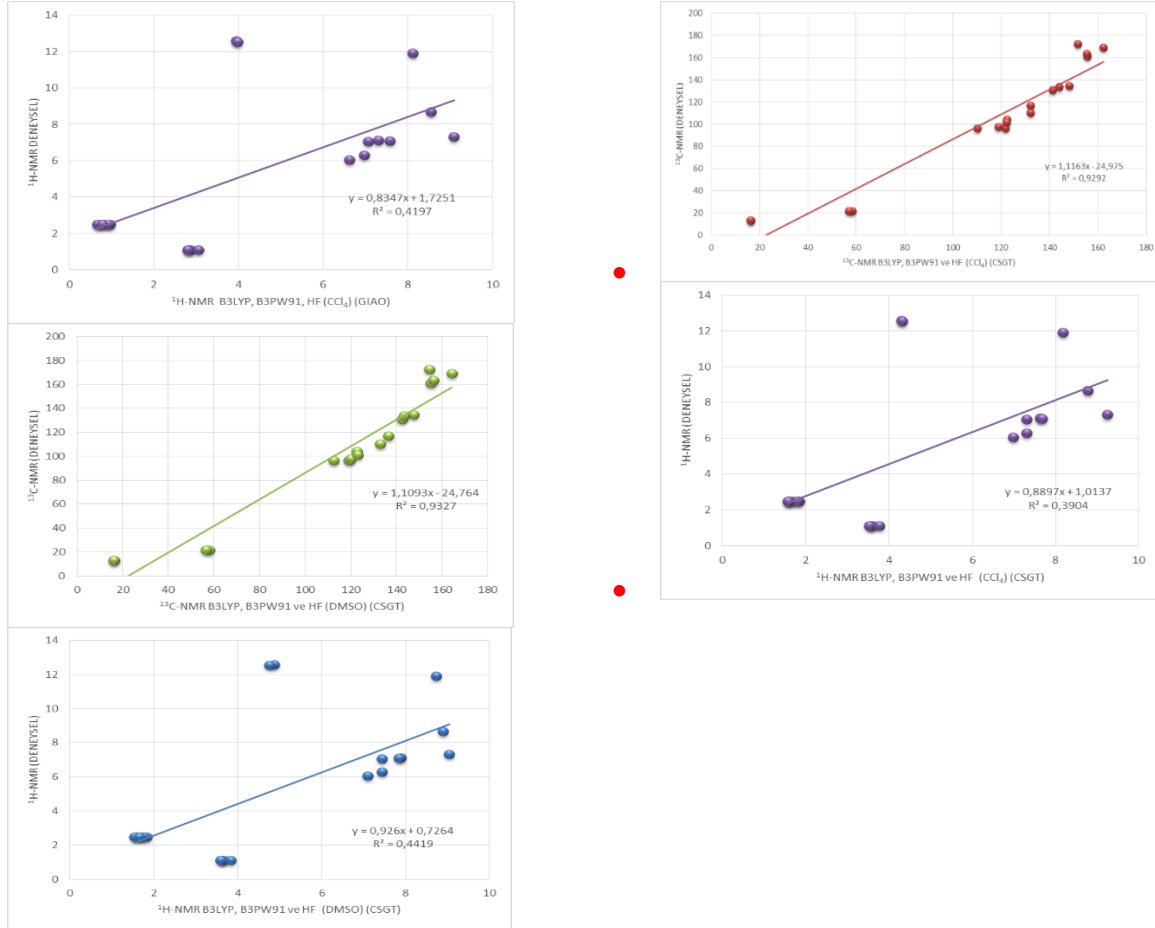 14
12
10
8
6
4
2
0
¹H-NMR DENEYSEL)
y = 0,8347x + 1,7251
R² = 0,4197
0 2 4 6 8 10
¹H-NMR B3LYP, B3PW91, HF (CCl₄) (GIAO)
200
180
160
140
120
100
80
60
40
20
0
¹³C-NMR (DENEYSEL)
y = 1,1163x - 24,975
R² = 0,9292
0 20 40 60 80 100 120 140 160 180
¹³C-NMR B3LYP, B3PW91 ve HF (CCl₄) (CSGT)
200
180
160
140
120
100
80
60
40
20
0
¹³C-NMR (DENEYSEL)
y = 1,1093x - 24,764
R² = 0,9327
0 20 40 60 80 100 120 140 160 180
¹³C-NMR B3LYP, B3PW91 ve HF (DMSO) (CSGT)
14
12
10
8
6
4
2
0
¹H-NMR (DENEYSEL)
y = 0,8897x + 1,0137
R² = 0,3904
0 2 4 6 8 10
¹H-NMR B3LYP, B3PW91 ve HF (CCl₄) (CSGT)
14
12
10
8
6
4
2
0
¹H-NMR (DENEYSEL)
y = 0,926x + 0,7264
R² = 0,4419
0 2 4 6 8 10
¹H-NMR B3LYP, B3PW91 ve HF (DMSO) (CSGT)